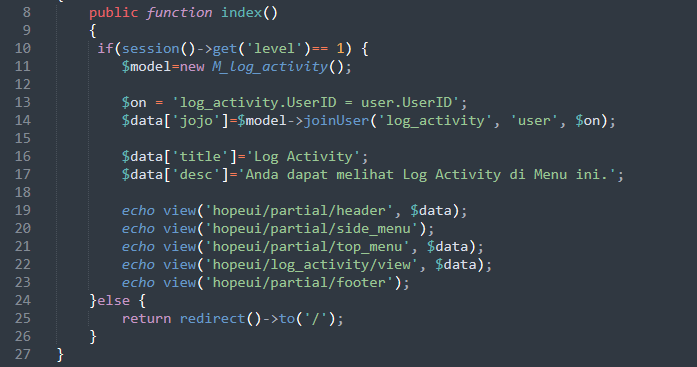 8 public function index()
9 {
10 if(session()->get('level')== 1) {
11 $model=new M_log_activity();
12
13 $on = 'log_activity.UserID = user.UserID';
14 $data['jojo']=$model->joinUser('log_activity', 'user', $on);
15
16 $data['title']='Log Activity';
17 $data['desc']='Anda dapat melihat Log Activity di Menu ini.';
18
19 echo view('hopeui/partial/header', $data);
20 echo view('hopeui/partial/side_menu');
21 echo view('hopeui/partial/top_menu', $data);
22 echo view('hopeui/log_activity/view', $data);
23 echo view('hopeui/partial/footer');
24 }else {
25 return redirect()->to('/');
26 }
27 }